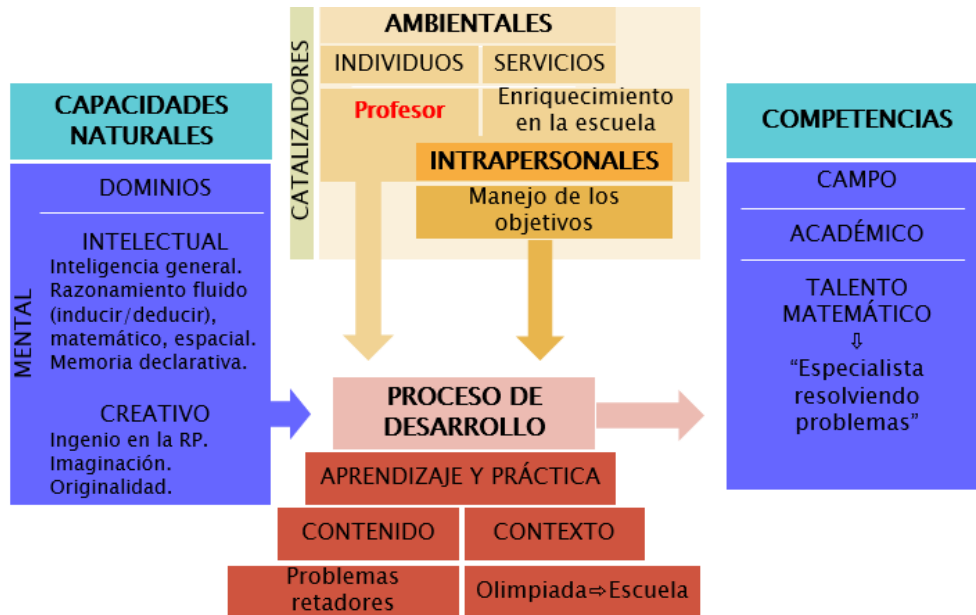 CAPACIDADES
NATURALES
MENTAL
DOMINIOS
INTELECTUAL
Inteligencia general.
Razonamiento fluido
(inducir/deducir),
matemático, espacial.
Memoria declarativa.
CREATIVO
Ingenio en la RP.
Imaginación.
Originalidad.
CATALIZADORES
AMBIENTALES
INDIVIDUOS
SERVICIOS
Profesor
Enriquecimiento
en la escuela
INTRAPERSONALES
Manejo de los
objetivos
PROCESO DE
DESARROLLO
APRENDIZAJE Y PRÁCTICA
CONTENIDO
CONTEXTO
Problemas
retadores
Olimpiada⇨Escuela
COMPETENCIAS
CAMPO
ACADÉMICO
TALENTO
MATEMÁTICO
⇩
“Especialista
resolviendo
problemas”